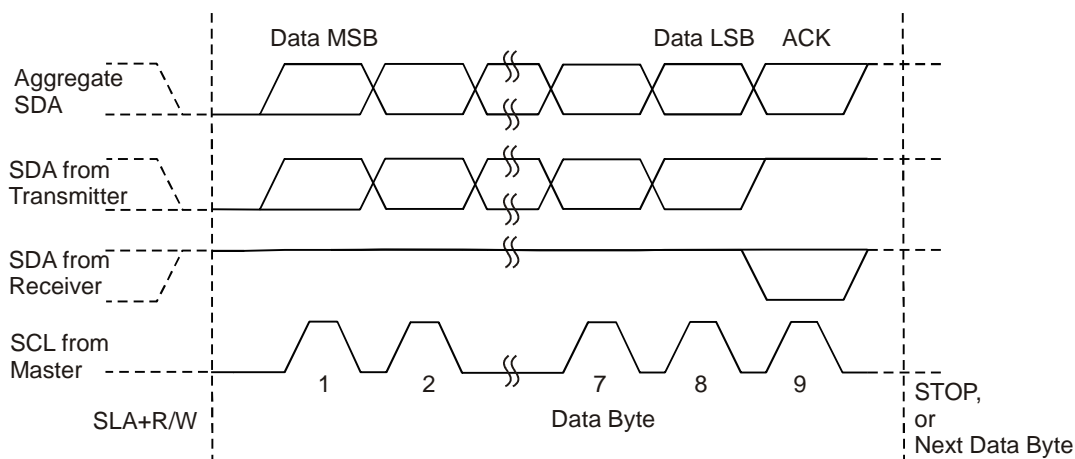 Data MSB
Data LSB
ACK
Aggregate
SDA
SDA from
Transmitter
SDA from
Receiver
SCL from
Master
1
2
7
8
9
SLA+R/W
Data Byte
STOP,
or
Next Data Byte